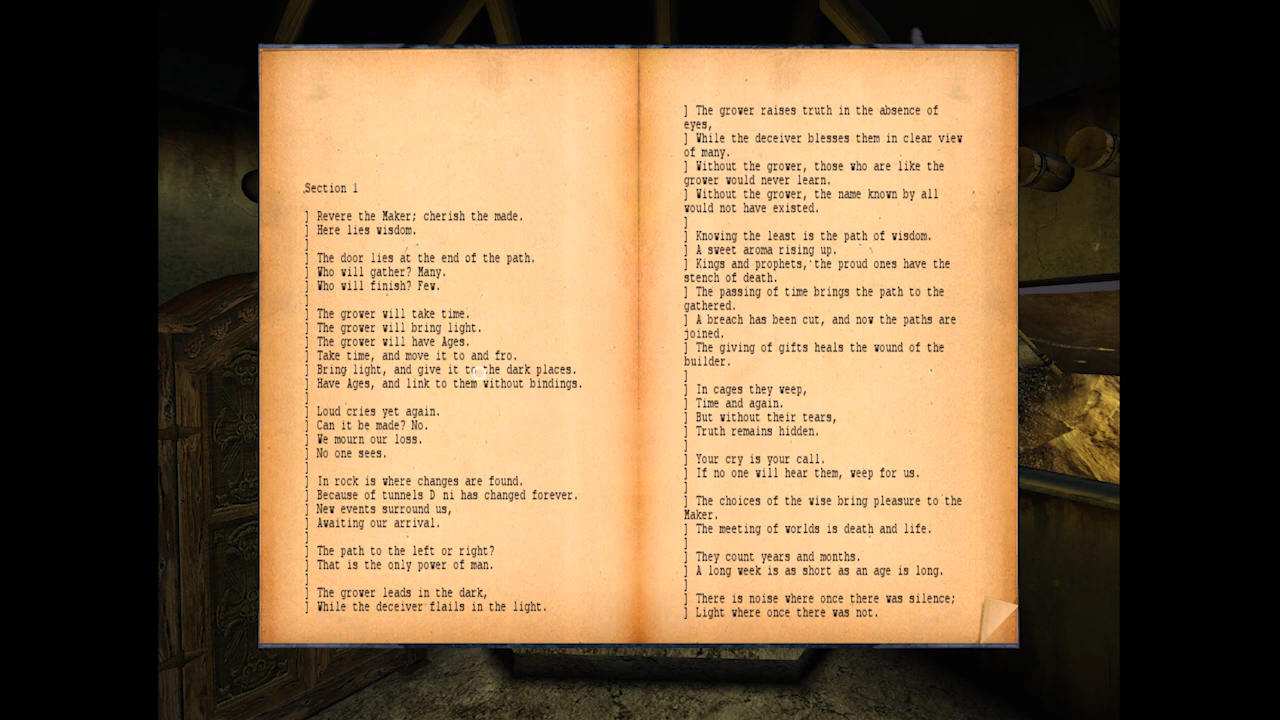 Section 1
] Revere the Maker; cherish the made.
] Here lies wisdom.
]
] The door lies at the end of the path.
] Who will gather? Many.
] Who will finish? Few.
]
] The grower will take time.
] The grower will bring light.
] The grower will have Ages.
] Take time, and move it to and fro.
] Bring light, and give it to the dark places.
] Have Ages, and link to them without bindings.
]
] Loud cries yet again.
] Can it be made? No.
] We mourn our loss.
] No one sees.
]
] In rock is where changes are found.
] Because of tunnels D ni has changed forever.
] New events surround us,
] Awaiting our arrival.
]
] The path to the left or right?
] That is the only power of man.
]
] The grower leads in the dark,
] While the deceiver flails in the light.
] The grower raises truth in the absence of
eyes,
] While the deceiver blesses them in clear view
of many.
] Without the grower, those who are like the
grower would never learn.
] Without the grower, the name known by all
would not have existed.
]
] Knowing the least is the path of wisdom.
] A sweet aroma rising up.
] Kings and prophets, the proud ones have the
stench of death.
] The passing of time brings the path to the
gathered.
] A breach has been cut, and now the paths are
joined.
] The giving of gifts heals the wound of the
builder.
]
] In cages they weep,
] Time and again.
] But without their tears,
] Truth remains hidden.
]
] Your cry is your call.
] If no one will hear them, weep for us.
]
] The choices of the wise bring pleasure to the
Maker.
] The meeting of worlds is death and life.
]
] They count years and months.
] A long week is as short as an age is long.
]
] There is noise where once there was silence;
] Light where once there was not.